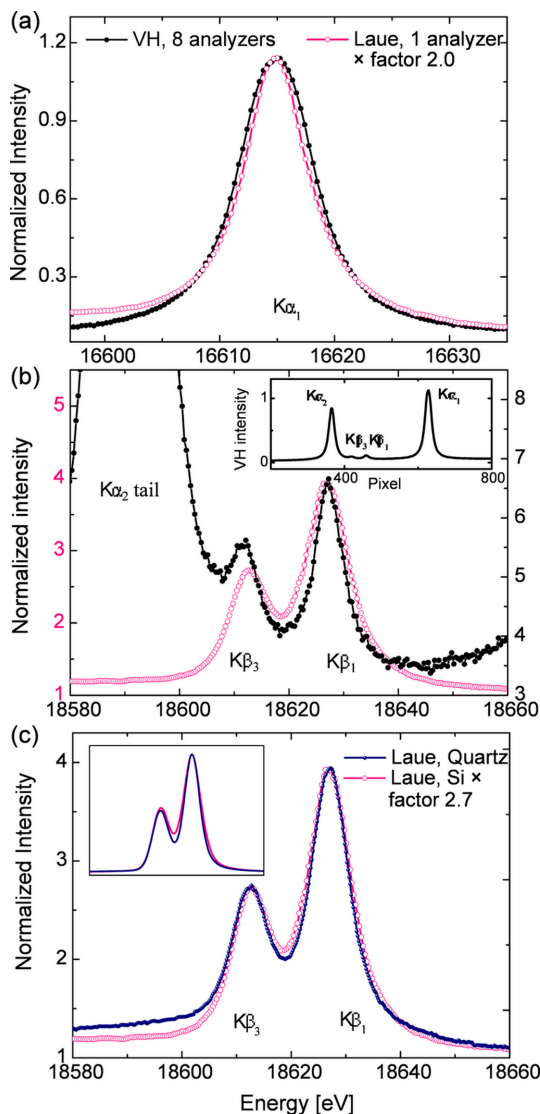 (a)
VH, 8 analyzers
Laue, 1 analyzer
× factor 2.0
Normalized Intensity
1.2
0.9
0.6
0.3
Kα₁
16600
16610
16620
16630
(b)
Normalized intensity
5
4
3
2
1
8
7
6
5
4
3
Kα₂ tail
VH intensity
1
0
Kα₂
Kβ₃
Kβ₁
Kα₁
400
Pixel
800
Kβ₃
Kβ₁
18580
18600
18620
18640
18660
(c)
Laue, Quartz
Laue, Si ×
factor 2.7
Normalized Intensity
4
3
2
1
Kβ₃
Kβ₁
18580
18600
18620
18640
18660
Energy [eV]